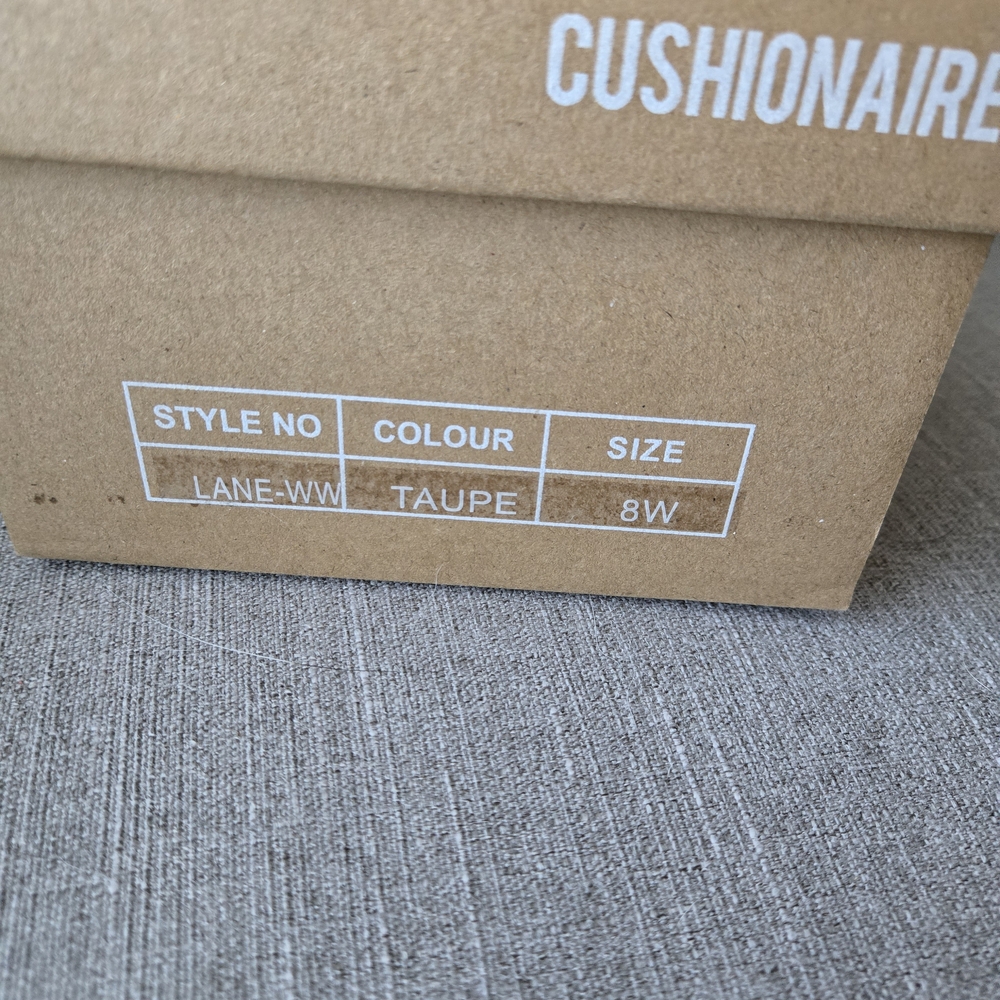 CUSHIONAIRE
STYLE NO COLOUR SIZE
LANE-WW TAUPE 8W